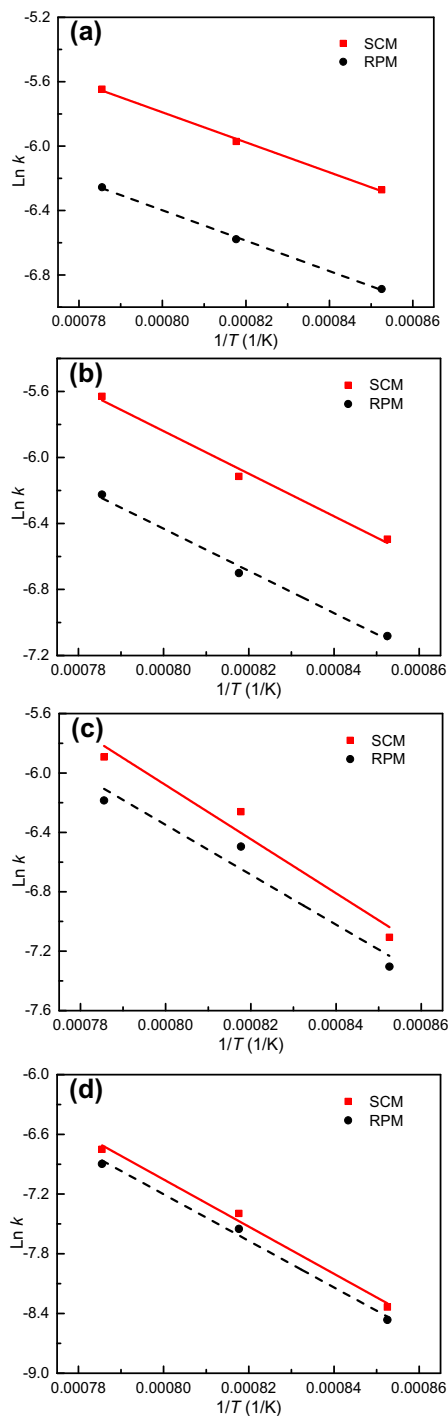 (a)
SCM
RPM
-5.2
-5.6
-6.0
-6.4
-6.8
Ln k
0.00078 0.00080 0.00082 0.00084 0.00086
1/T (1/K)
(b)
SCM
RPM
-5.6
-6.0
-6.4
-6.8
-7.2
Ln k
0.00078 0.00080 0.00082 0.00084 0.00086
1/T (1/K)
(c)
SCM
RPM
-5.6
-6.0
-6.4
-6.8
-7.2
-7.6
Ln k
0.00078 0.00080 0.00082 0.00084 0.00086
1/T (1/K)
(d)
SCM
RPM
-6.0
-6.6
-7.2
-7.8
-8.4
-9.0
Ln k
0.00078 0.00080 0.00082 0.00084 0.00086
1/T (1/K)